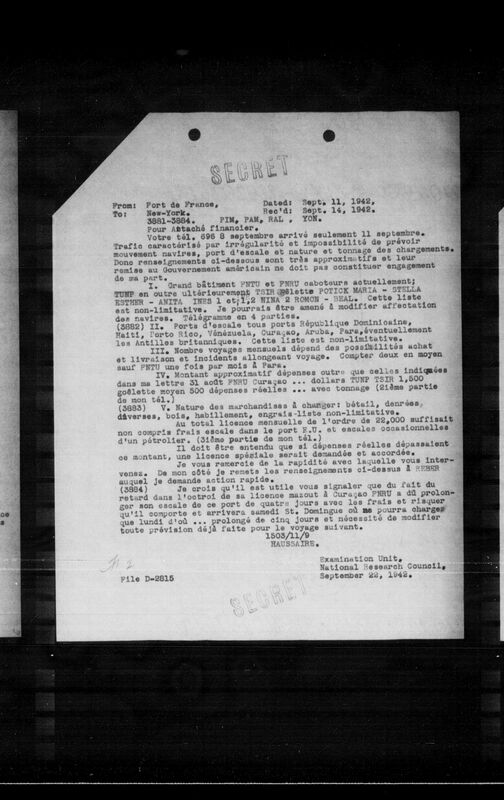 SECRET
From: Port de France, Dated: Sept. 11, 1942,
To: New-York. Rec'd: Sept. 14, 1942.
3881-3884. PIM, PAM, RAL , YON.
Pour Attaché financier.
Votre tél. 696 8 septembre arrivé seulement 11 septembre.
Trafic caractérisé par irrégularité et impossibilité de prévoir
mouvement navires, port d'escale et nature et tonnage des chargements.
Donc renseignements ci-dessous sont très approximatifs et leur
remise au Gouvernement américain ne doit pas constituer engagement
de ma part.
I. Grand bâtiment FNTU et FNRU caboteurs actuellement;
TUNP en outre ultérieurement TSIR goélette POTICK MARIA - STELLA
ESTHER - ANITA INES 1 et 1,2 NINA 2 ROMON - REAL. Cette liste
est non-limitative. Je pourrais être amené à modifier affectation
des navires. Télégramme en 4 parties.
(3882) II. Ports d'escale tous ports République Dominicaine,
Haiti, Porto Rico, Vénézuela, Curaçao, Aruba, Para, éventuellement
les Antilles britanniques. Cette liste est non-limitative.
III. Nombre voyages mensuels dépend des possibilités achat
et livraison et incidents allongeant voyage. Compter deux en moyen
sauf FNTU une fois par mois à Para.
IV. Montant approximatif dépenses outre que celles indiquées
dans ma lettre 31 août FNRU Curaçao ... dollars TUNP TSIR 1,500
goélette moyen 500 dépenses réelles ... avec tonnage (2ième partie
de mon tél.)
(3883) V. Nature des marchandises à changer: bétail, denrées,
diverses, bois, habillement, engrais-liste non-limitative.
Au total licence mensuelle de l'ordre de 22,000 suffisait
non compris frais escale dans le port E.U. et escales occasionnelles
d'un pétrolier. (3ième partie de mon tél.)
Il doit être entendu que si dépenses réelles dépassaient
ce montant, une licence spéciale serait demandée et accordée.
Je vous remercie de la rapidité avec laquelle vous inter-
venez. De mon côté je remets les renseignements ci-dessus à REBER
auquel je demande action rapide.
(3884) Je crois qu'il est utile vous signaler que du fait du
retard dans l'octroi de sa licence mazout à Curaçao FNRU a dû prolon-
ger son escale de ce port de quatre jours avec les frais et risquer
qu'il comporte et arrivera samedi St. Domingue où ne pourra charger
que lundi d'où ... prolongé de cinq jours et nécessité de modifier
toute prévision déjà faite pour le voyage suivant.
1503/11/9
HAUSSAIRE.
Examination Unit,
National Research Council,
File D-2815 September 22, 1942.
SECRET